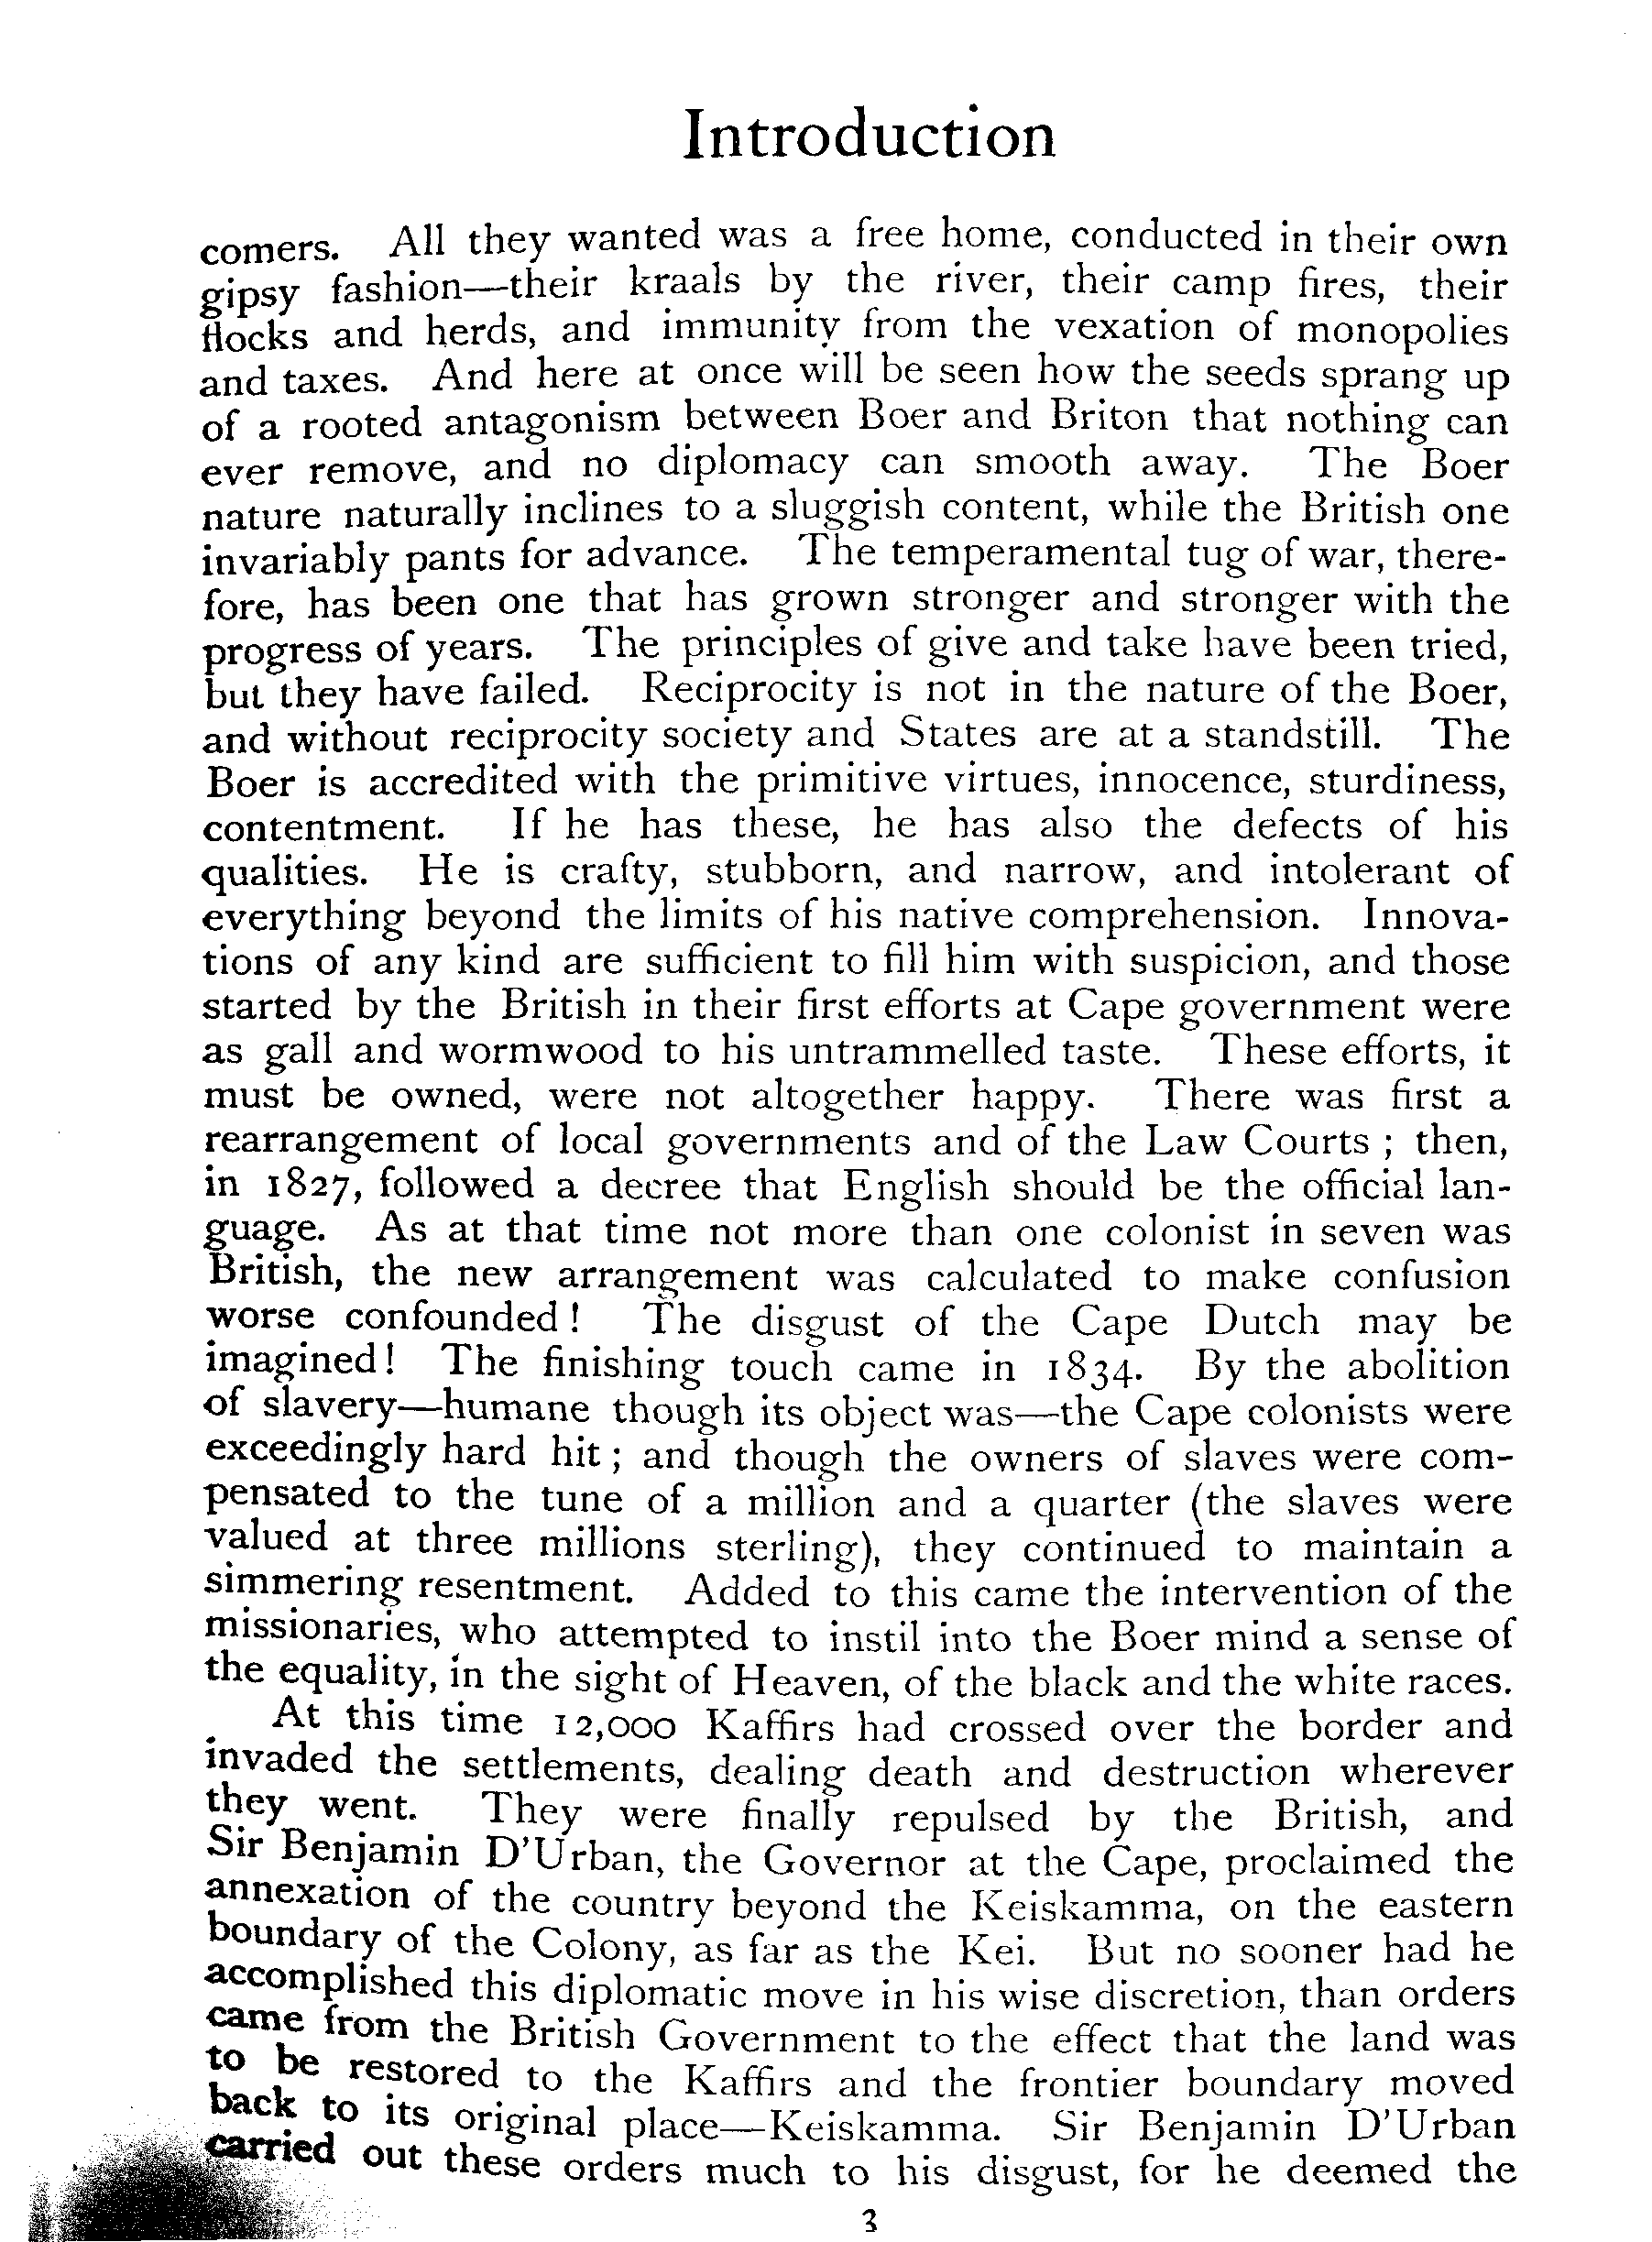 Introduction
comers. All they wanted was a free home, conducted in their own
gipsy fashion—their kraals by the river, their camp fires, their
flocks and herds, and immunity from the vexation of monopolies
and taxes. And here at once will be seen how the seeds sprang up
of a rooted antagonism between Boer and Briton that nothing can
ever remove, and no diplomacy can smooth away. The Boer
nature naturally inclines to a sluggish content, while the British one
invariably pants for advance. The temperamental tug of war, there-
fore, has been one that has grown stronger and stronger with the
progress of years. The principles of give and take have been tried,
but they have failed. Reciprocity is not in the nature of the Boer,
and without reciprocity society and States are at a standstill. The
Boer is accredited with the primitive virtues, innocence, sturdiness,
contentment. If he has these, he has also the defects of his
qualities. He is crafty, stubborn, and narrow, and intolerant of
everything beyond the limits of his native comprehension. Innova-
tions of any kind are sufficient to fill him with suspicion, and those
started by the British in their first efforts at Cape government were
as gall and wormwood to his untrammelled taste. These efforts, it
must be owned, were not altogether happy. There was first a
rearrangement of local governments and of the Law Courts ; then,
in 1827, followed a decree that English should be the official lan-
guage. As at that time not more than one colonist in seven was
British, the new arrangement was calculated to make confusion
worse confounded ! The disgust of the Cape Dutch may be
imagined ! The finishing touch came in 1834. By the abolition
of slavery—humane though its object was—the Cape colonists were
exceedingly hard hit ; and though the owners of slaves were com-
pensated to the tune of a million and a quarter (the slaves were
valued at three millions sterling), they continued to maintain a
simmering resentment. Added to this came the intervention of the
missionaries, who attempted to instil into the Boer mind a sense of
the equality, in the sight of Heaven, of the black and the white races.
At this time 12,000 Kaffirs had crossed over the border and
invaded the settlements, dealing death and destruction wherever
they went. They were finally repulsed by the British, and
Sir Benjamin D'Urban, the Governor at the Cape, proclaimed the
annexation of the country beyond the Keiskamma, on the eastern
boundary of the Colony, as far as the Kei. But no sooner had he
accomplished this diplomatic move in his wise discretion, than orders
came from the British Government to the effect that the land was
to be restored to the Kaffirs and the frontier boundary moved
back to its original place—Keiskamma. Sir Benjamin D'Urban
carried out these orders much to his disgust, for he deemed the
3